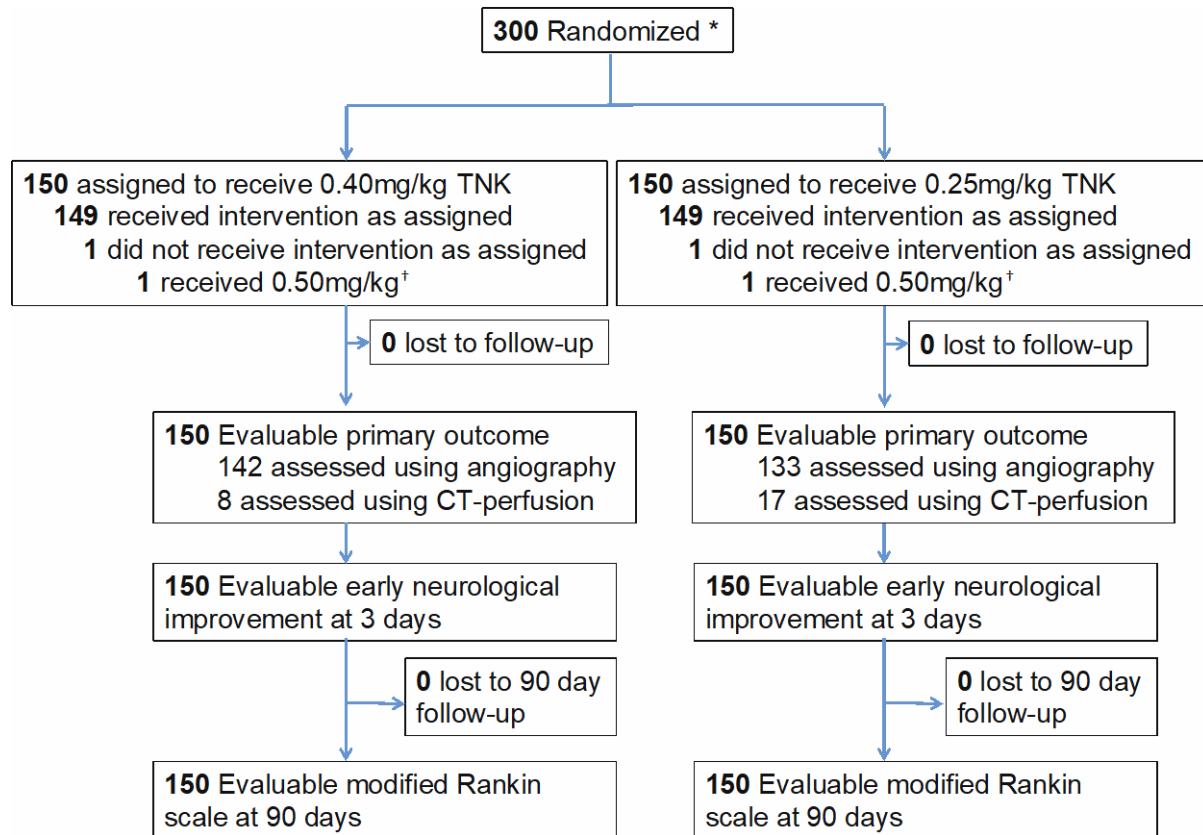 300 Randomized *
150 assigned to receive 0.40mg/kg TNK
149 received intervention as assigned
1 did not receive intervention as assigned
1 received 0.50mg/kg†
150 assigned to receive 0.25mg/kg TNK
149 received intervention as assigned
1 did not receive intervention as assigned
1 received 0.50mg/kg†
0 lost to follow-up
0 lost to follow-up
150 Evaluable primary outcome
142 assessed using angiography
8 assessed using CT-perfusion
150 Evaluable primary outcome
133 assessed using angiography
17 assessed using CT-perfusion
150 Evaluable early neurological
improvement at 3 days
150 Evaluable early neurological
improvement at 3 days
0 lost to 90 day
follow-up
0 lost to 90 day
follow-up
150 Evaluable modified Rankin
scale at 90 days
150 Evaluable modified Rankin
scale at 90 days